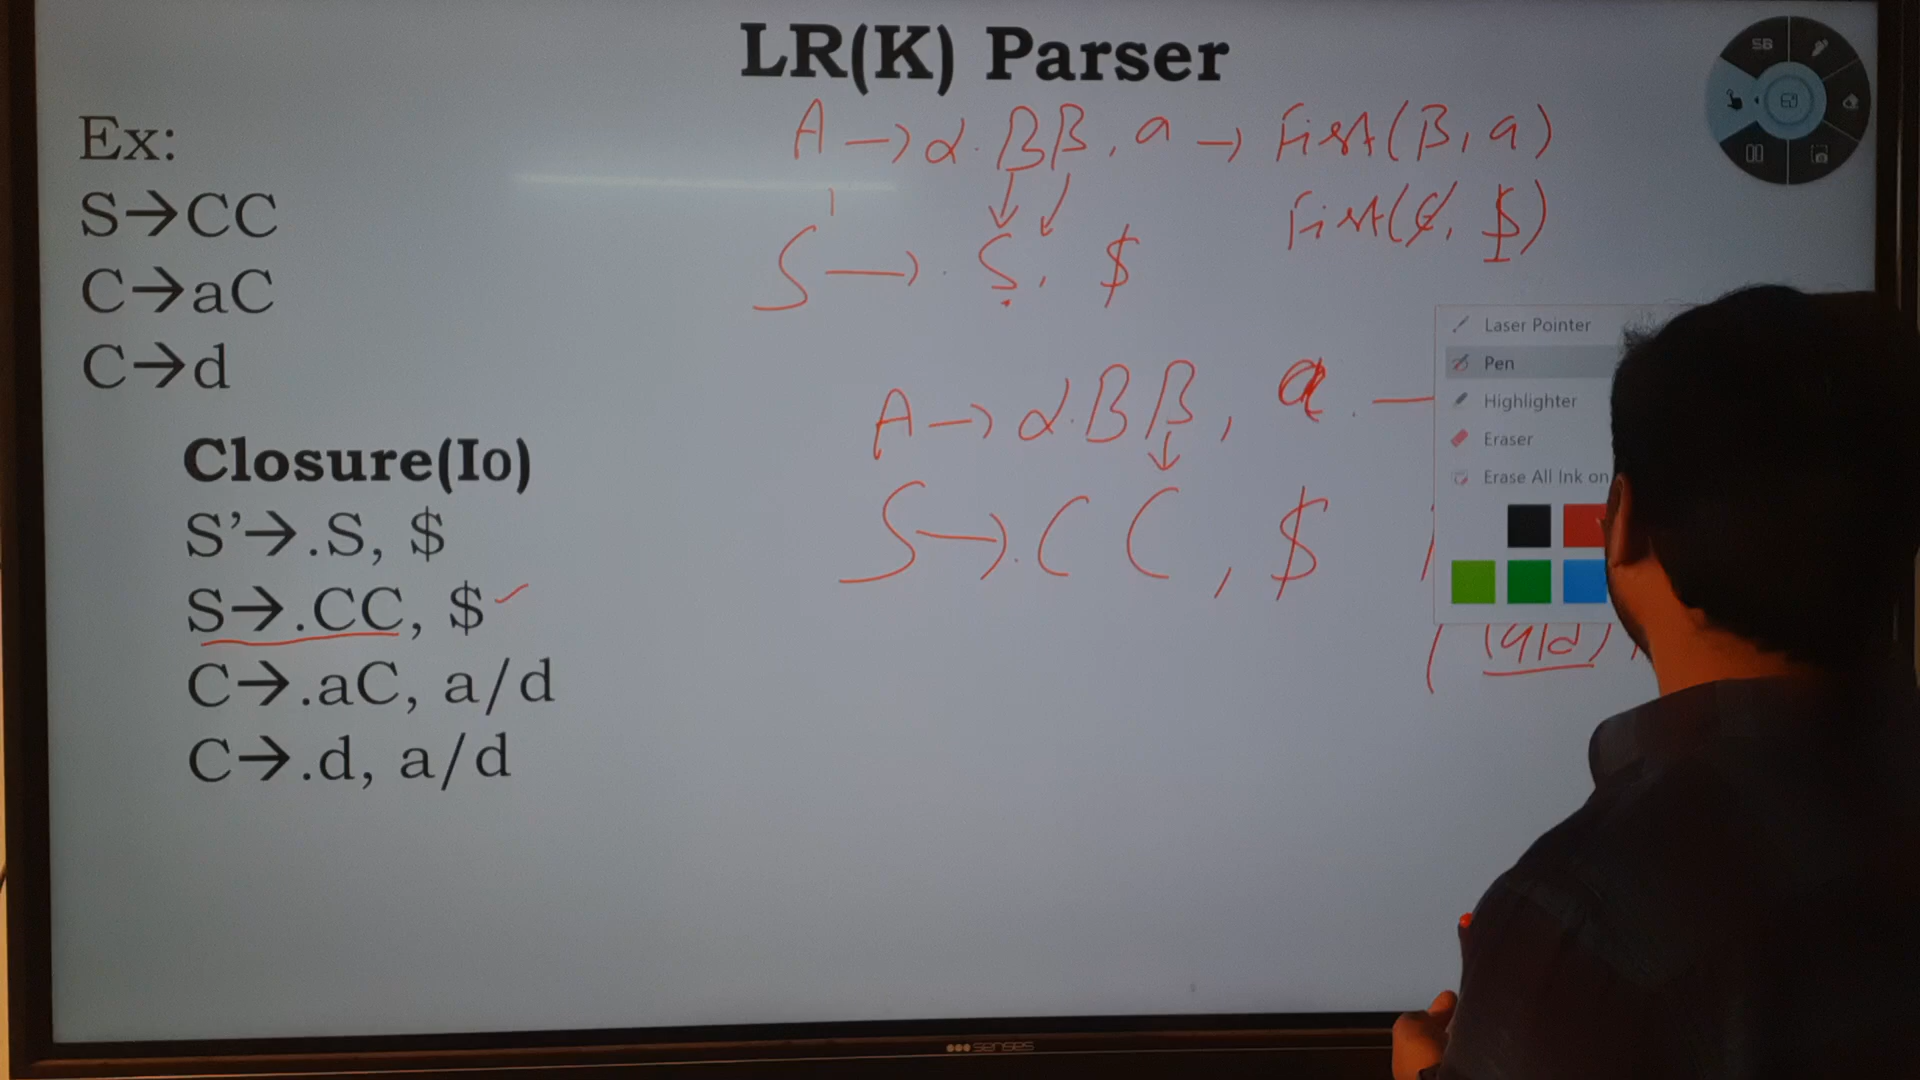 LR(K) Parser
Ex:
S→CC
C→aC
C→d
Closure(I0)
S'→.S, $
S→.CC, $
C→.aC, a/d
C→.d, a/d
A → α.Bβ, a → First(β, a)
First(ϵ, $)
S → .S, $
A → α.Bβ, a
S → .CC, $
(a/d)
SB
Laser Pointer
Pen
Highlighter
Eraser
Erase All Ink on
senses